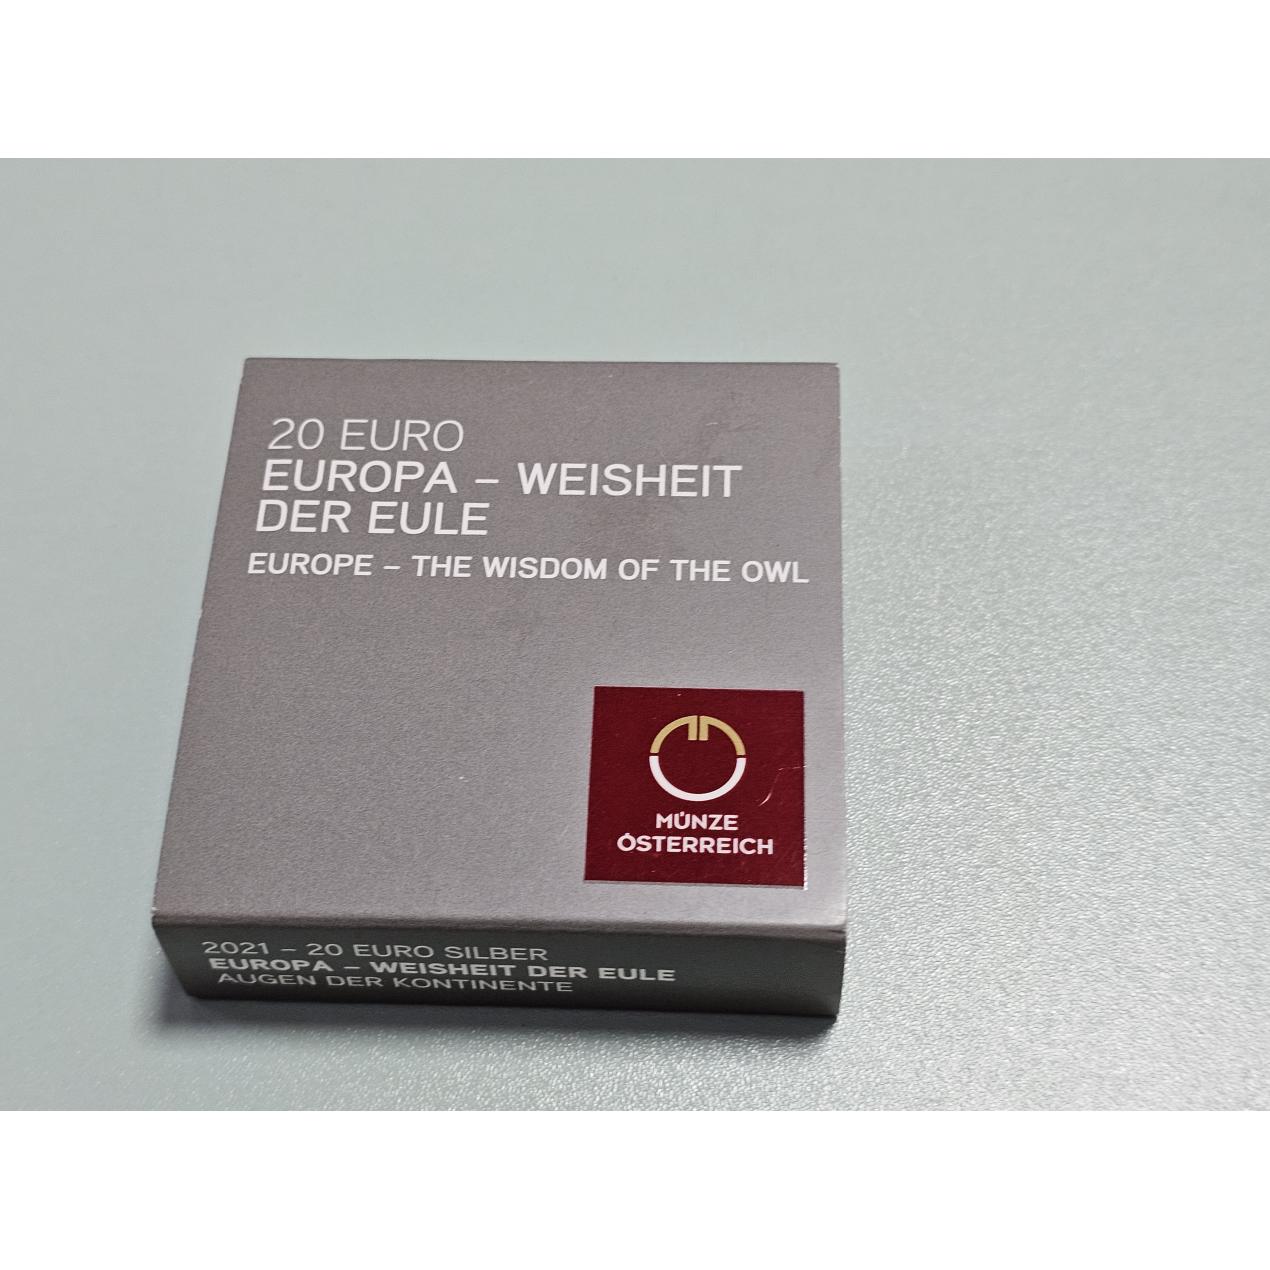 20 EURO
EUROPA – WEISHEIT
DER EULE
EUROPE – THE WISDOM OF THE OWL
MÜNZE
ÖSTERREICH
2021 – 20 EURO SILBER
EUROPA – WEISHEIT DER EULE
AUGEN DER KONTINENTE